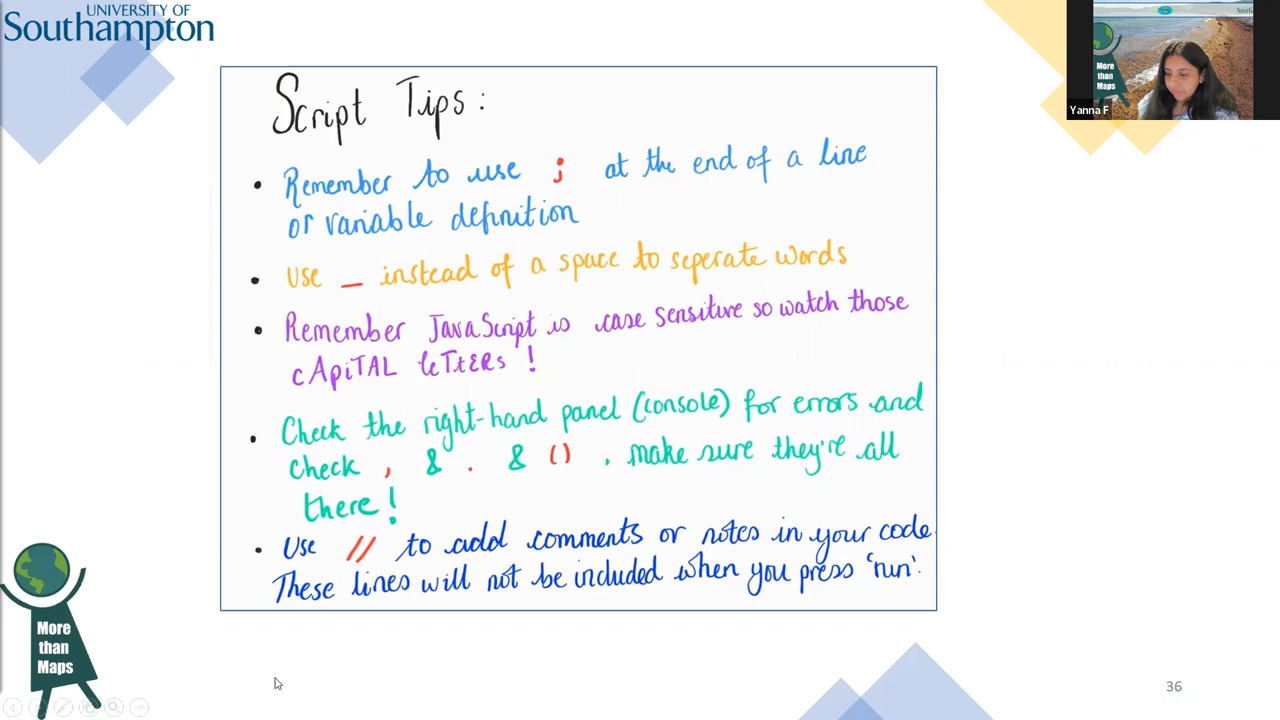 UNIVERSITY OF
Southampton
More
than
Maps
Yanna F
Script Tips:
• Remember to use ; at the end of a line
or variable definition
• Use _ instead of a space to seperate words
• Remember JavaScript is case sensitive so watch those
cApiTAL leTtERs !
• Check the right-hand panel (console) for errors and
check , & . & () , make sure they're all
there!
• Use // to add comments or notes in your code.
These lines will not be included when you press 'run'.
More
than
Maps
36